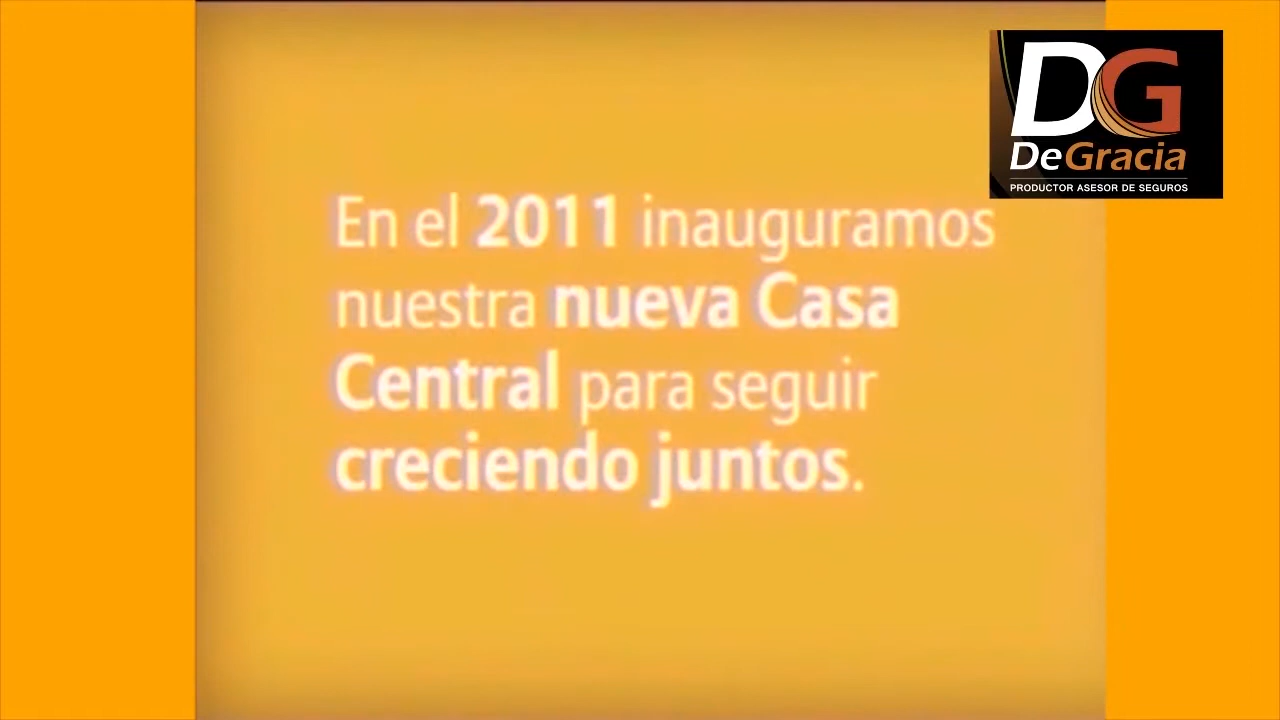 DG
DeGracia
PRODUCTOR ASESOR DE SEGUROS
En el 2011 inauguramos
nuestra nueva Casa
Central para seguir
creciendo juntos.